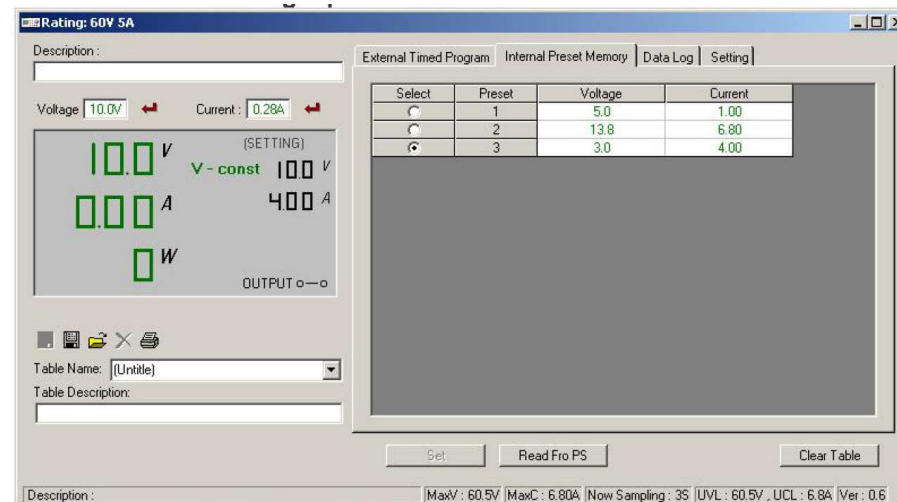 Rating: 60V 5A
Description :
Voltage 10.0V Current : 0.28A
10.0 V (SETTING)
V - const 10.0 V
0.00 A 4.00 A
0 W
OUTPUT
Table Name: (Untitle)
Table Description:
External Timed Program Internal Preset Memory Data Log Setting
Select Preset Voltage Current
1 5.0 1.00
2 13.8 6.80
3 3.0 4.00
Set Read Fro PS Clear Table
Description : MaxV : 60.5V MaxC : 6.80A Now Sampling : 3S UVL : 60.5V , UCL : 6.8A Ver : 0.6